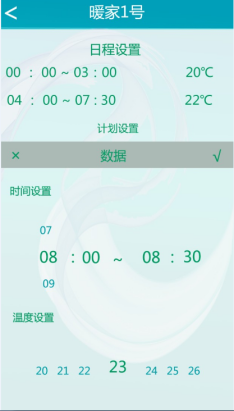 < 暖家1号
日程设置
00 : 00 ~ 03 : 00 20℃
04 : 00 ~ 07 : 30 22℃
计划设置
× 数据 √
时间设置
07
08 : 00 ~ 08 : 30
09
温度设置
20 21 22 23 24 25 26